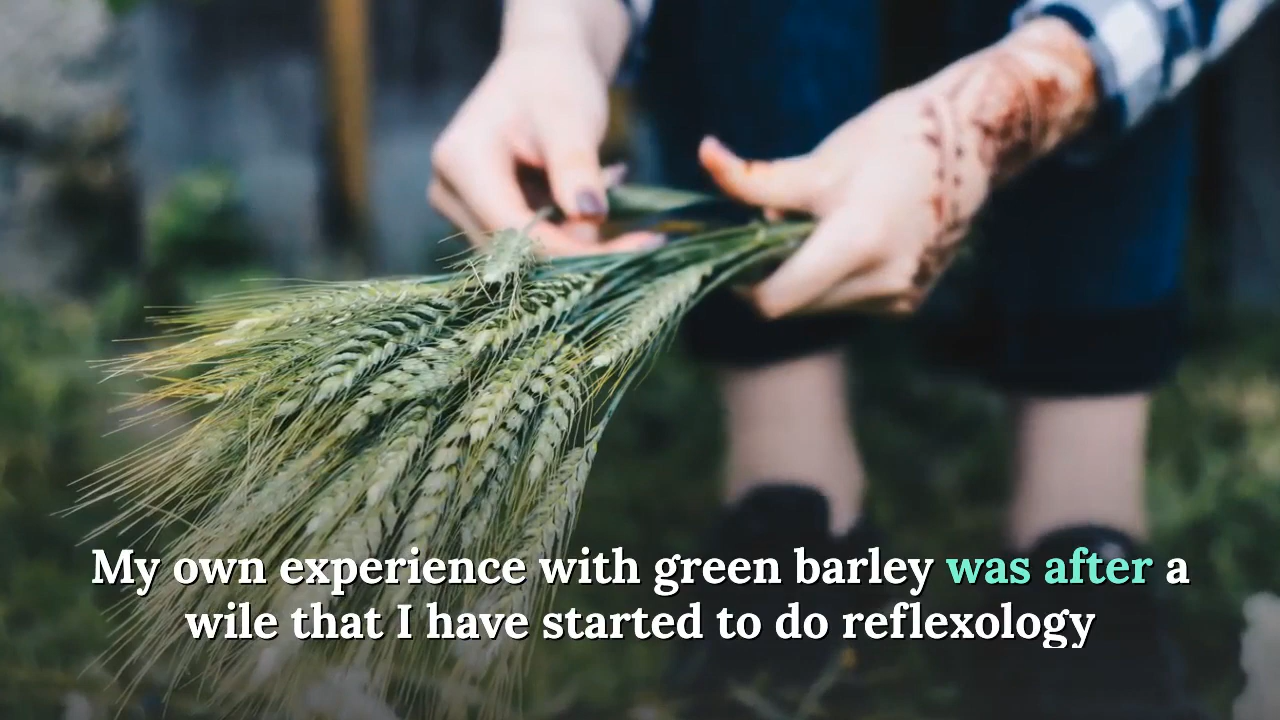 My own experience with green barley was after a
wile that I have started to do reflexology